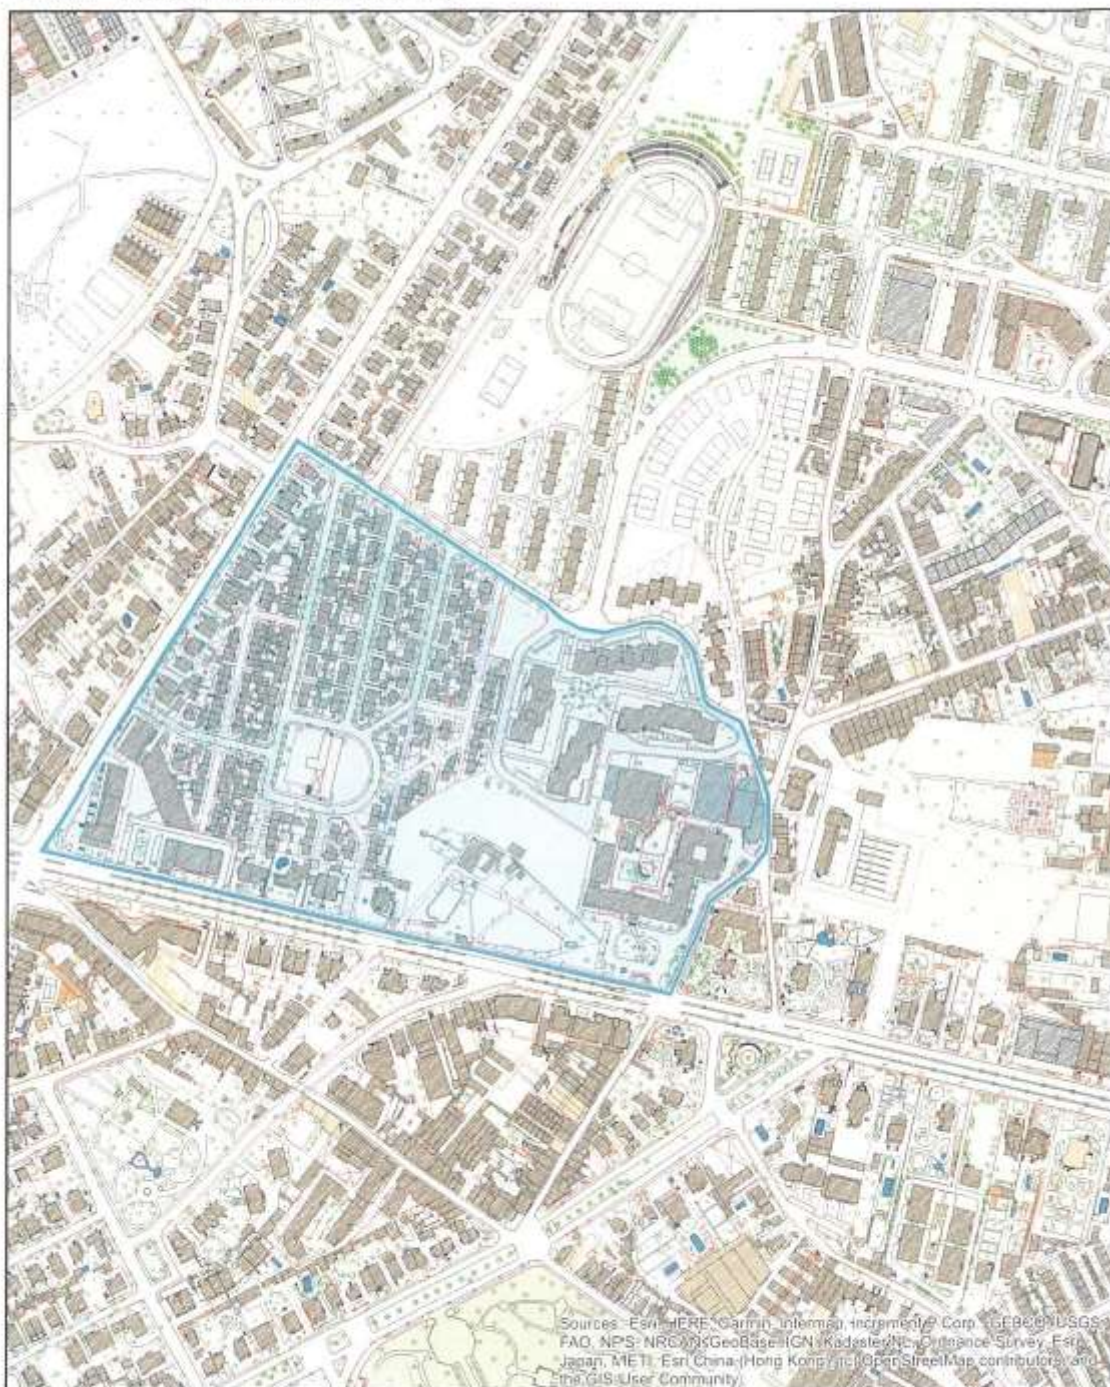 Sources: Esri, HERE, Garmin, Intermap, increment P Corp., GEBCO, USGS,
FAO, NPS, NRCAN, GeoBase, IGN, Kadaster NL, Ordnance Survey, Esri
Japan, METI, Esri China (Hong Kong), (c) OpenStreetMap contributors, and
the GIS User Community